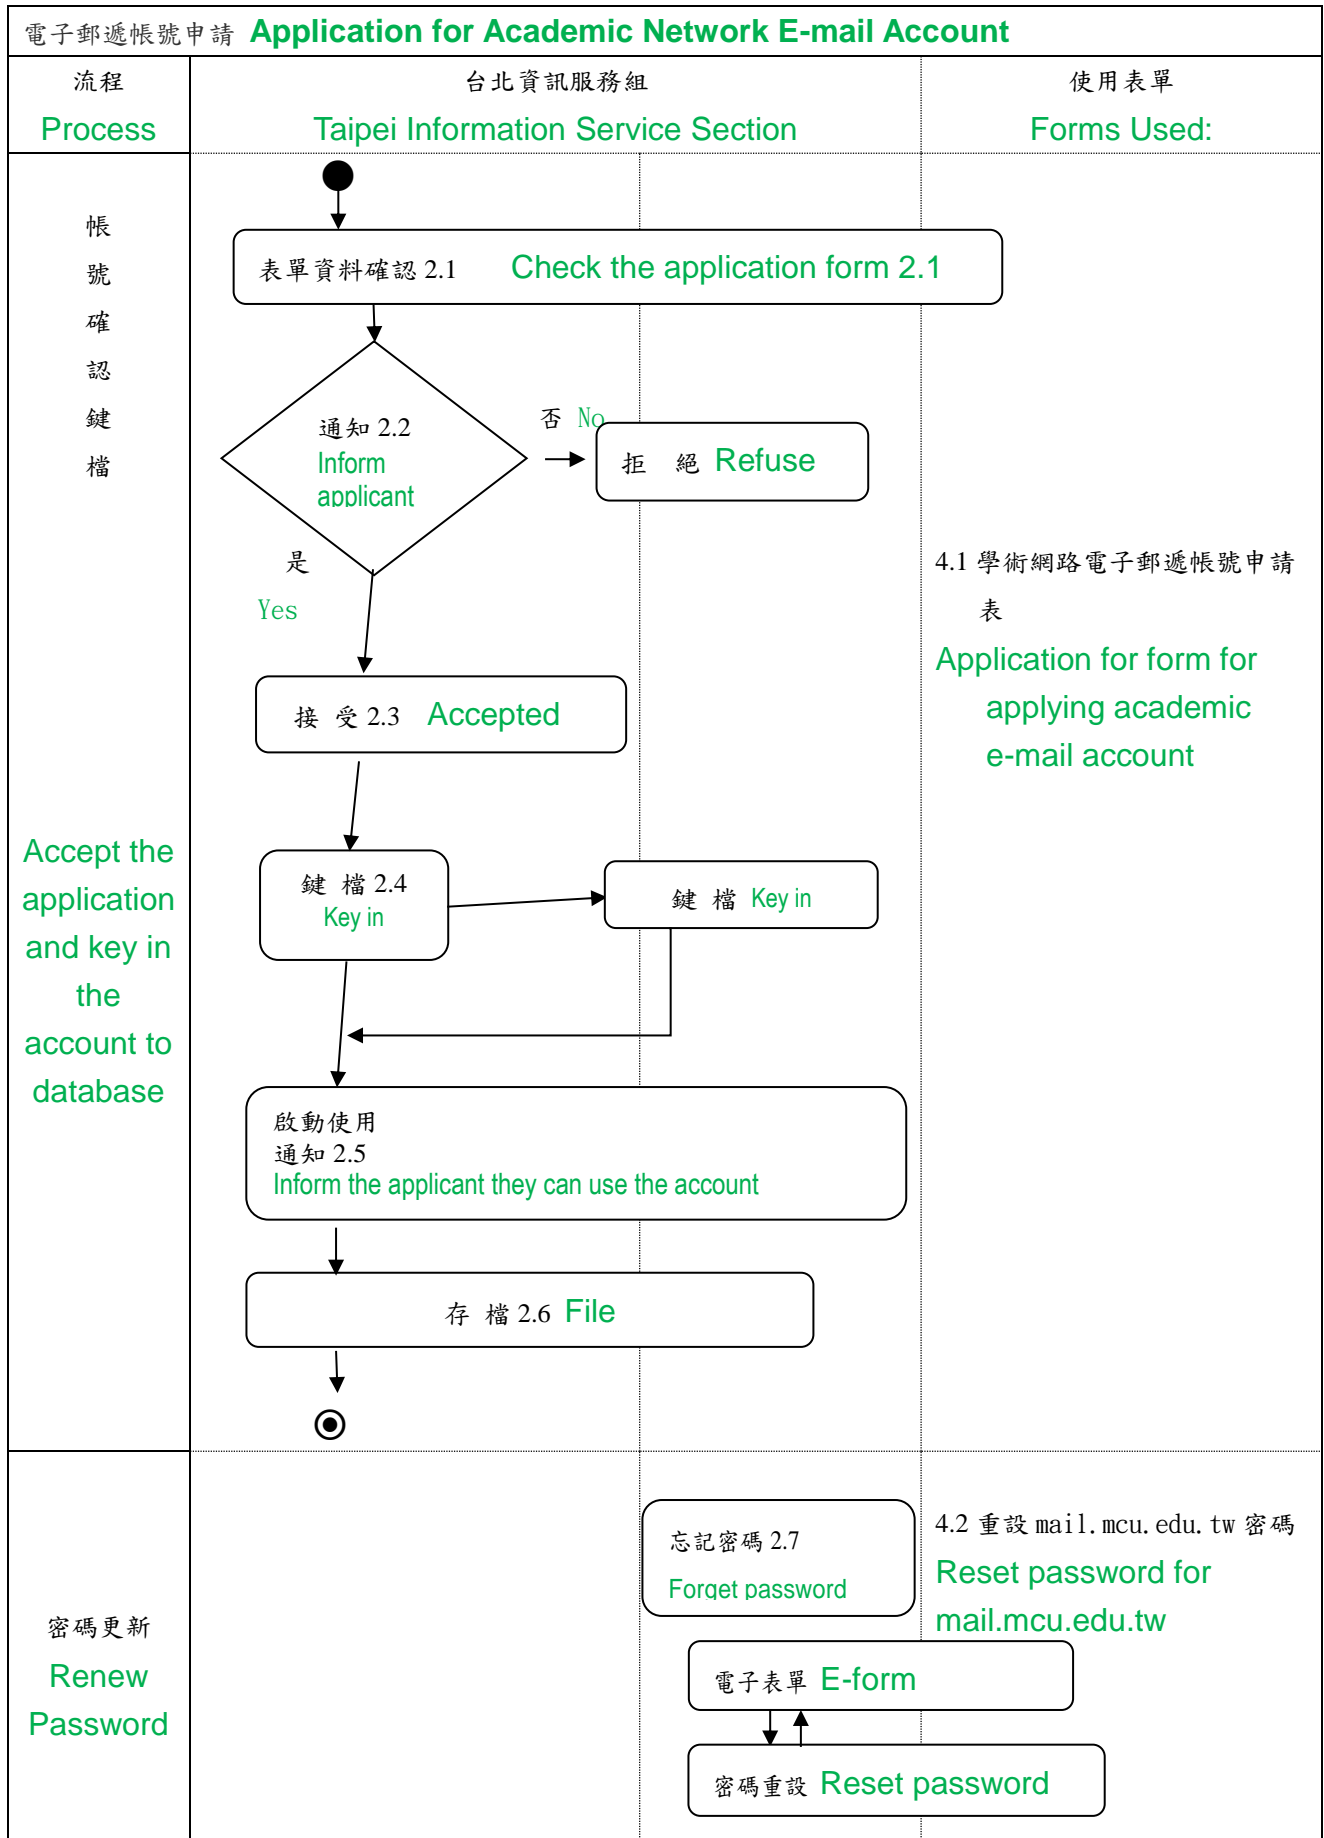 電子郵遞帳號申請 Application for Academic Network E-mail Account
流程
Process
台北資訊服務組
Taipei Information Service Section
使用表單
Forms Used:
帳
號
確
認
鍵
檔
Accept the
application
and key in
the
account to
database
表單資料確認 2.1 Check the application form 2.1
通知 2.2
Inform
applicant
否 No
拒 絕 Refuse
是
Yes
接 受 2.3 Accepted
鍵 檔 2.4
Key in
鍵 檔 Key in
啟動使用
通知 2.5
Inform the applicant they can use the account
存 檔 2.6 File
4.1 學術網路電子郵遞帳號申請
表
Application for form for
applying academic
e-mail account
密碼更新
Renew
Password
忘記密碼 2.7
Forget password
電子表單 E-form
密碼重設 Reset password
4.2 重設 mail.mcu.edu.tw 密碼
Reset password for
mail.mcu.edu.tw